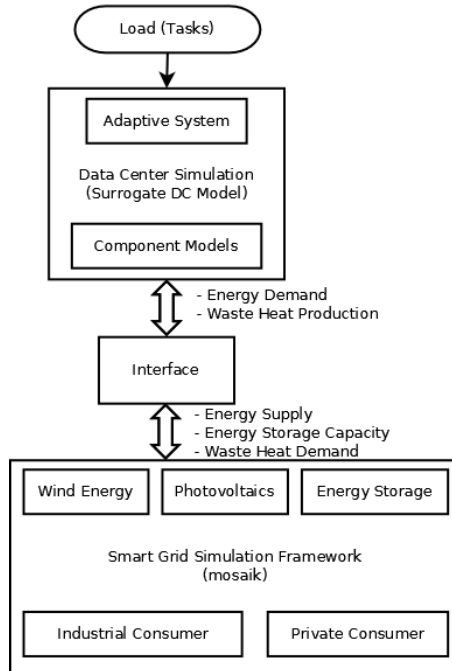 Load (Tasks)
Adaptive System
Data Center Simulation
(Surrogate DC Model)
Component Models
- Energy Demand
- Waste Heat Production
Interface
- Energy Supply
- Energy Storage Capacity
- Waste Heat Demand
Wind Energy
Photovoltaics
Energy Storage
Smart Grid Simulation Framework
(mosaik)
Industrial Consumer
Private Consumer